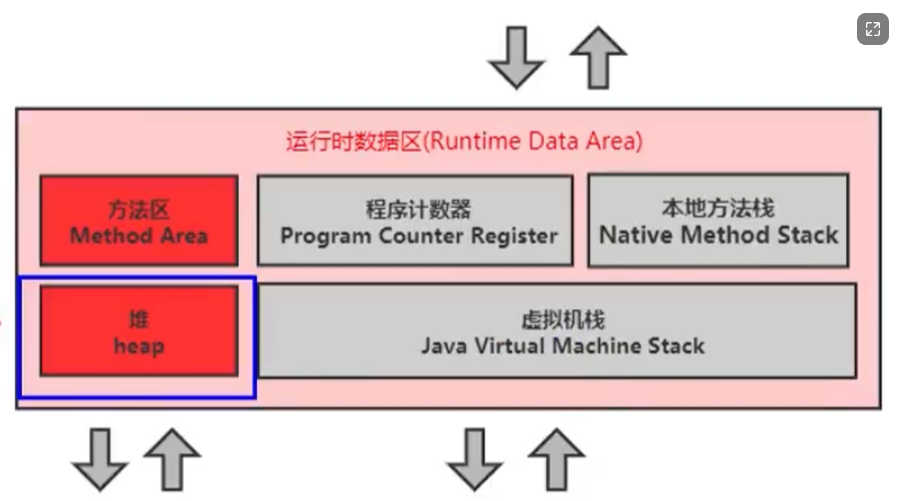 运行时数据区(Runtime Data Area)
方法区
Method Area
程序计数器
Program Counter Register
本地方法栈
Native Method Stack
堆
heap
虚拟机栈
Java Virtual Machine Stack